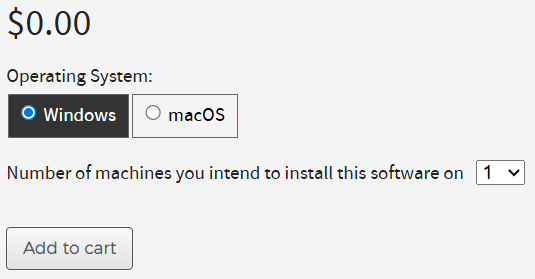 $0.00
Operating System:
Windows macOS
Number of machines you intend to install this software on 1
Add to cart